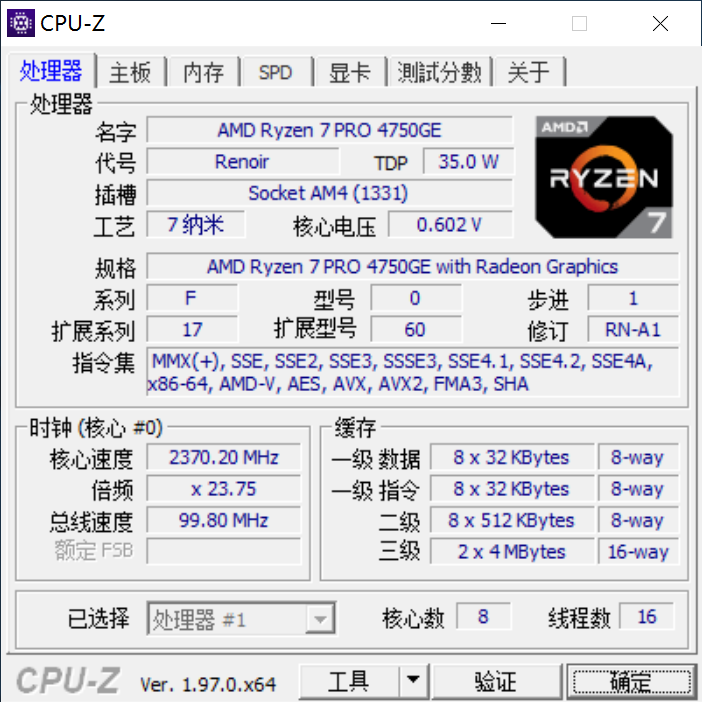 CPU-Z
处理器 主板 内存 SPD 显卡 測試分數 关于
处理器
名字 AMD Ryzen 7 PRO 4750GE
代号 Renoir TDP 35.0 W
插槽 Socket AM4 (1331)
工艺 7 纳米 核心电压 0.602 V
AMD
RYZEN
7
规格 AMD Ryzen 7 PRO 4750GE with Radeon Graphics
系列 F 型号 0 步进 1
扩展系列 17 扩展型号 60 修订 RN-A1
指令集 MMX(+), SSE, SSE2, SSE3, SSSE3, SSE4.1, SSE4.2, SSE4A,
x86-64, AMD-V, AES, AVX, AVX2, FMA3, SHA
时钟 (核心 #0)
核心速度 2370.20 MHz
倍频 x 23.75
总线速度 99.80 MHz
额定 FSB
缓存
一级 数据 8 x 32 KBytes 8-way
一级 指令 8 x 32 KBytes 8-way
二级 8 x 512 KBytes 8-way
三级 2 x 4 MBytes 16-way
已选择 处理器 #1 核心数 8 线程数 16
CPU-Z Ver. 1.97.0.x64 工具 验证 确定